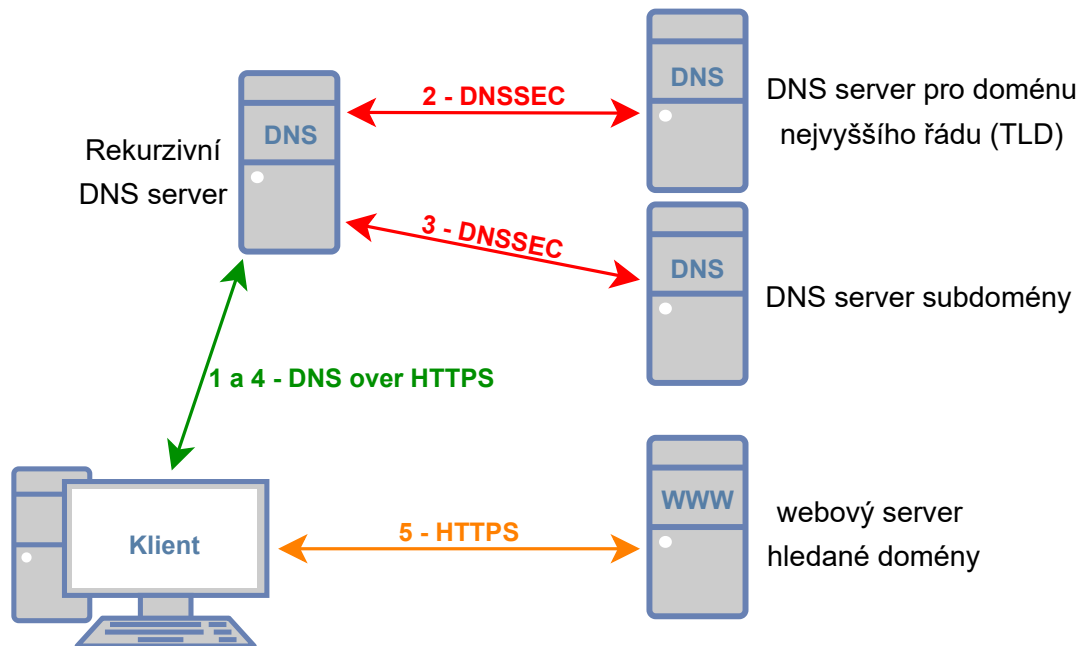 DNS
2 - DNSSEC
DNS
DNS server pro doménu
nejvyššího řádu (TLD)
Rekurzivní
DNS server
3 - DNSSEC
DNS
DNS server subdomény
1 a 4 - DNS over HTTPS
Klient
5 - HTTPS
WWW
webový server
hledané domény